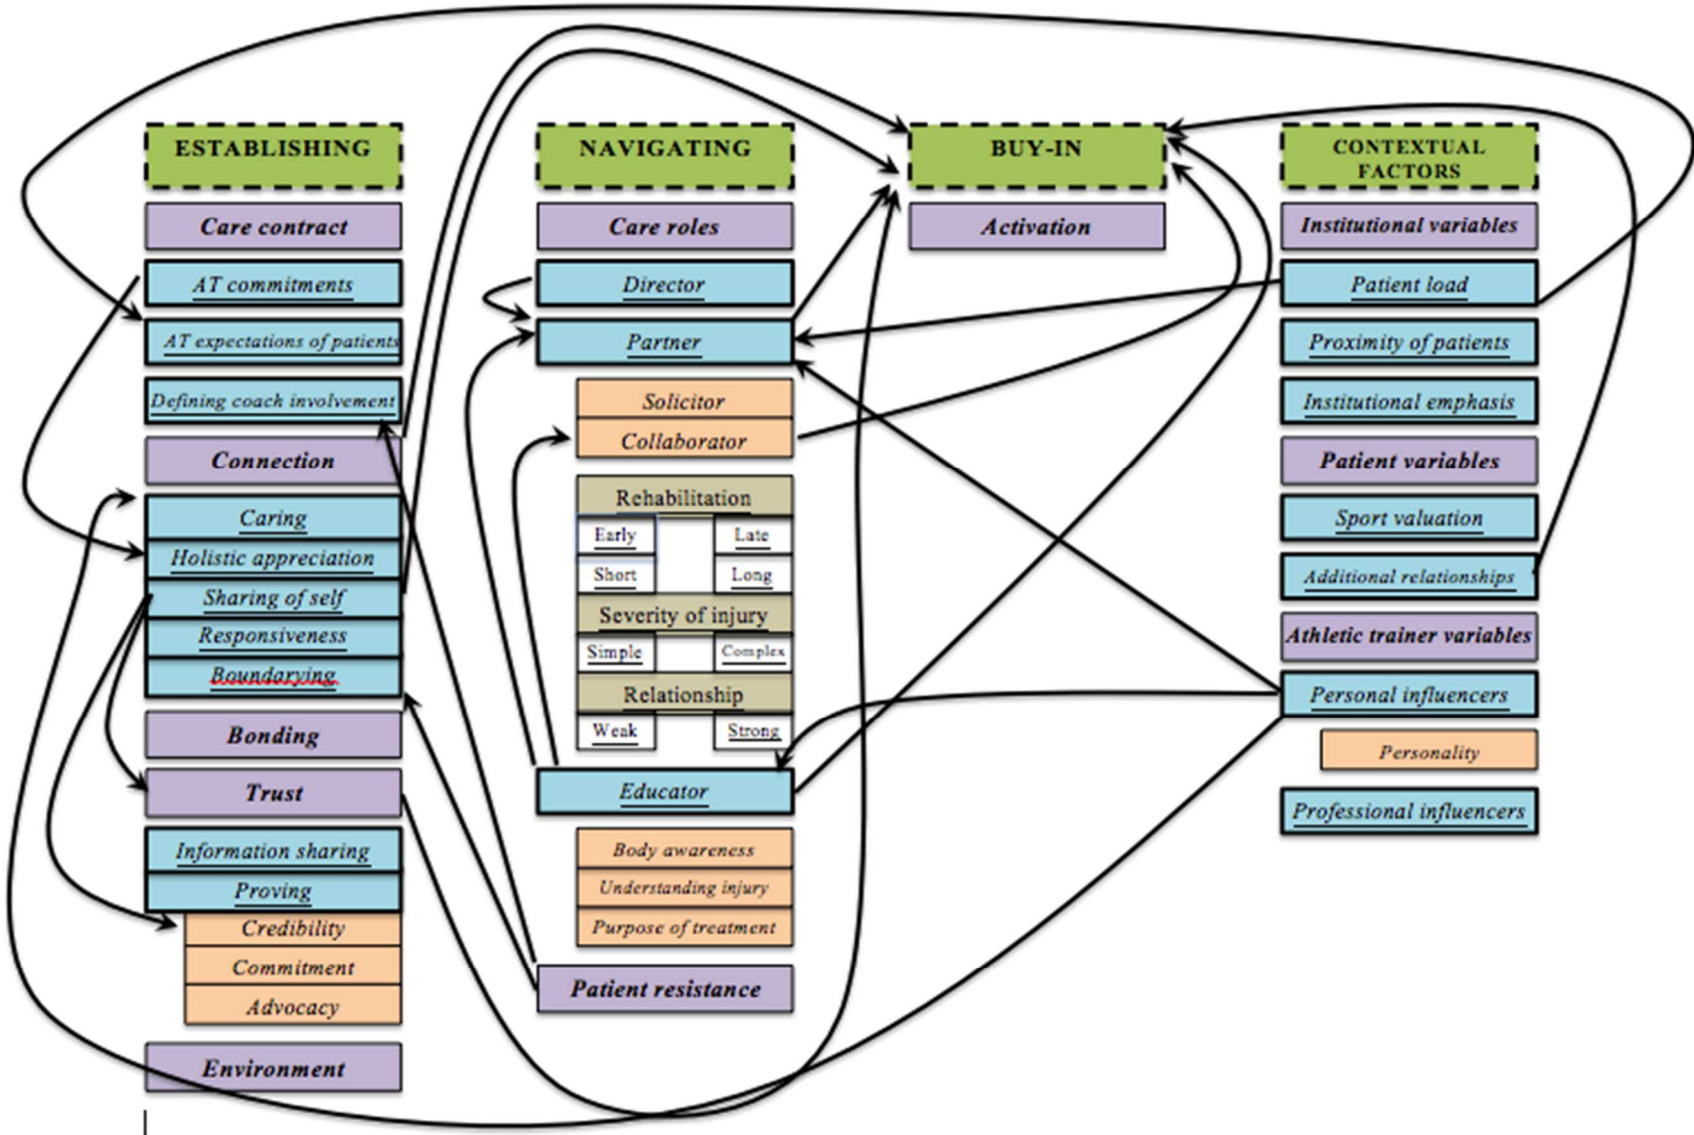 ESTABLISHING
Care contract
AT commitments
AT expectations of patients
Defining coach involvement
Connection
Caring
Holistic appreciation
Sharing of self
Responsiveness
Boundarying
Bonding
Trust
Information sharing
Proving
Credibility
Commitment
Advocacy
Environment
NAVIGATING
Care roles
Director
Partner
Solicitor
Collaborator
Rehabilitation
Early Late
Short Long
Severity of injury
Simple Complex
Relationship
Weak Strong
Educator
Body awareness
Understanding injury
Purpose of treatment
Patient resistance
BUY-IN
Activation
CONTEXTUAL
FACTORS
Institutional variables
Patient load
Proximity of patients
Institutional emphasis
Patient variables
Sport valuation
Additional relationships
Athletic trainer variables
Personal influencers
Personality
Professional influencers